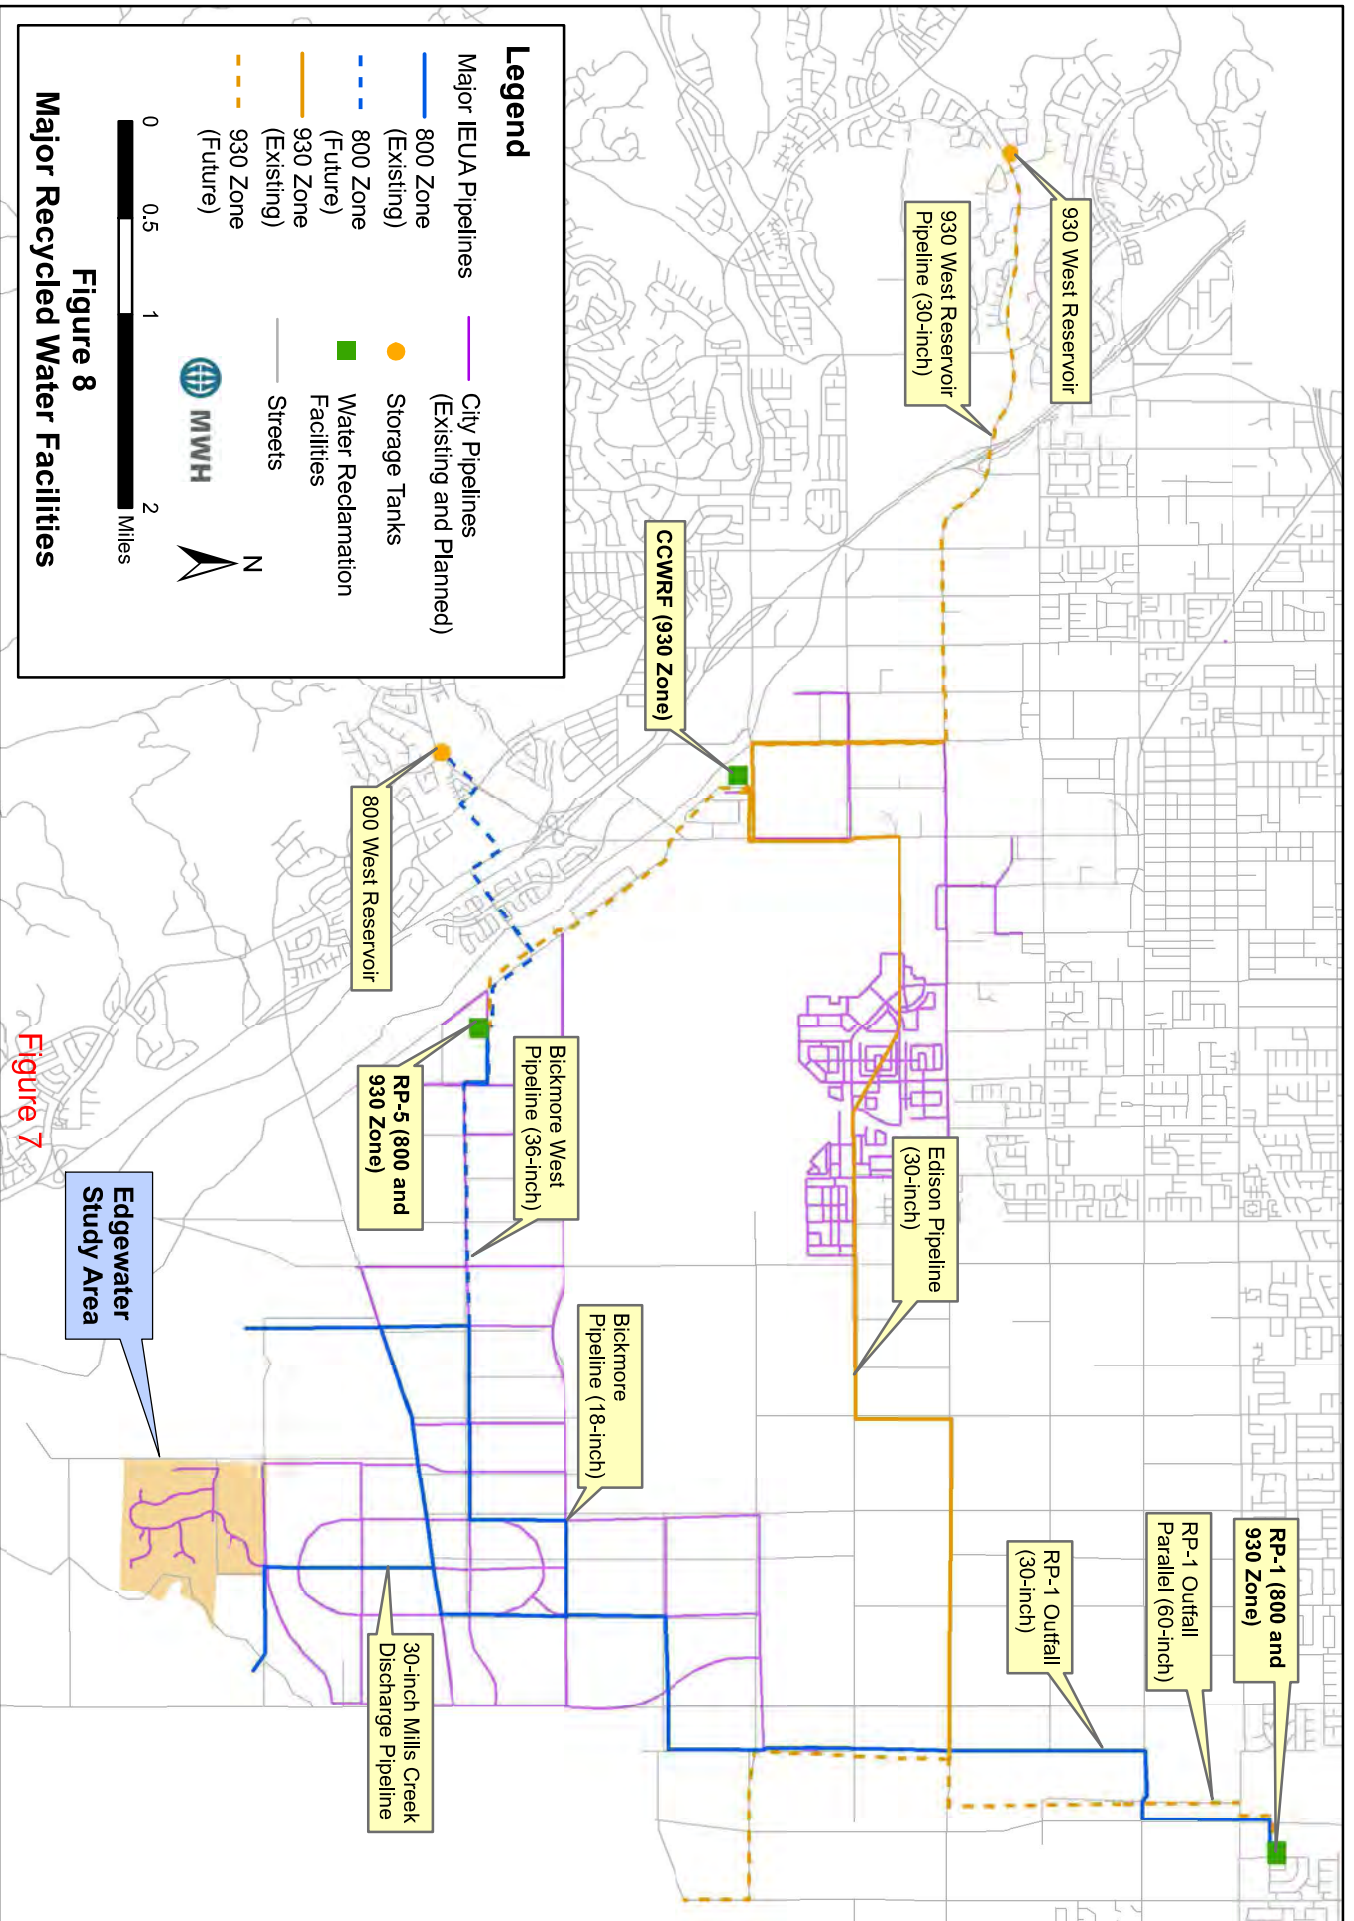 930 West Reservoir
930 West Reservoir
Pipeline (30-inch)
CCWRF (930 Zone)
800 West Reservoir
RP-5 (800 and
930 Zone)
Bickmore West
Pipeline (36-inch)
Edison Pipeline
(30-inch)
Bickmore
Pipeline (18-inch)
RP-1 (800 and
930 Zone)
RP-1 Outfall
Parallel (60-inch)
RP-1 Outfall
(30-inch)
30-inch Mills Creek
Discharge Pipeline
Edgewater
Study Area
Legend
Major IEUA Pipelines
800 Zone
(Existing)
800 Zone
(Future)
930 Zone
(Existing)
930 Zone
(Future)
City Pipelines
(Existing and Planned)
Storage Tanks
Water Reclamation
Facilities
Streets
MWH
N
0 0.5 1 2
Miles
Figure 8
Major Recycled Water Facilities
Figure 7